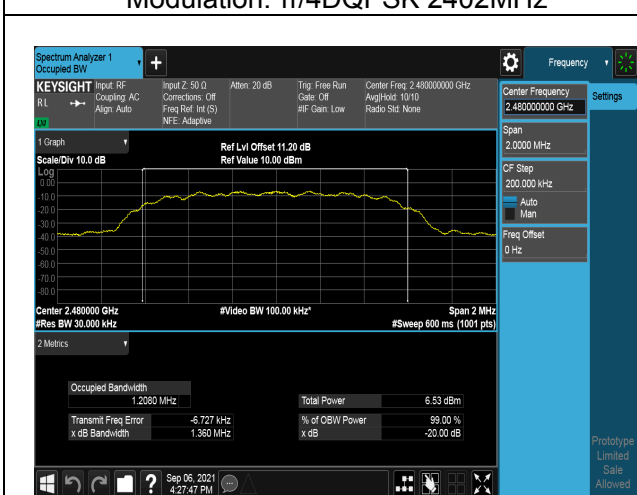 Modulation: π/4DQPSK 2402MHz
Spectrum Analyzer 1
Occupied BW
Frequency
KEYSIGHT
RL
Input: RF
Coupling: AC
Align: Auto
Input Z: 50 Ω
Corrections: Off
Freq Ref: Int (S)
NFE: Adaptive
Atten: 20 dB
Trig: Free Run
Gate: Off
#IF Gain: Low
Center Freq: 2.480000000 GHz
Avg|Hold: 10/10
Radio Std: None
Center Frequency
2.480000000 GHz
Settings
Span
2.0000 MHz
CF Step
200.000 kHz
Auto
Man
Freq Offset
0 Hz
1 Graph
Scale/Div 10.0 dB
Ref Lvl Offset 11.20 dB
Ref Value 10.00 dBm
Log
0.00
-10.0
-20.0
-30.0
-40.0
-50.0
-60.0
-70.0
-80.0
Center 2.480000 GHz
#Res BW 30.000 kHz
#Video BW 100.00 kHz*
Span 2 MHz
#Sweep 600 ms (1001 pts)
2 Metrics
Occupied Bandwidth
1.2080 MHz
Total Power 6.53 dBm
Transmit Freq Error -6.727 kHz
% of OBW Power 99.00 %
x dB Bandwidth 1.360 MHz
x dB -20.00 dB
Prototype
Limited
Sale
Allowed
?
Sep 06, 2021
4:27:47 PM